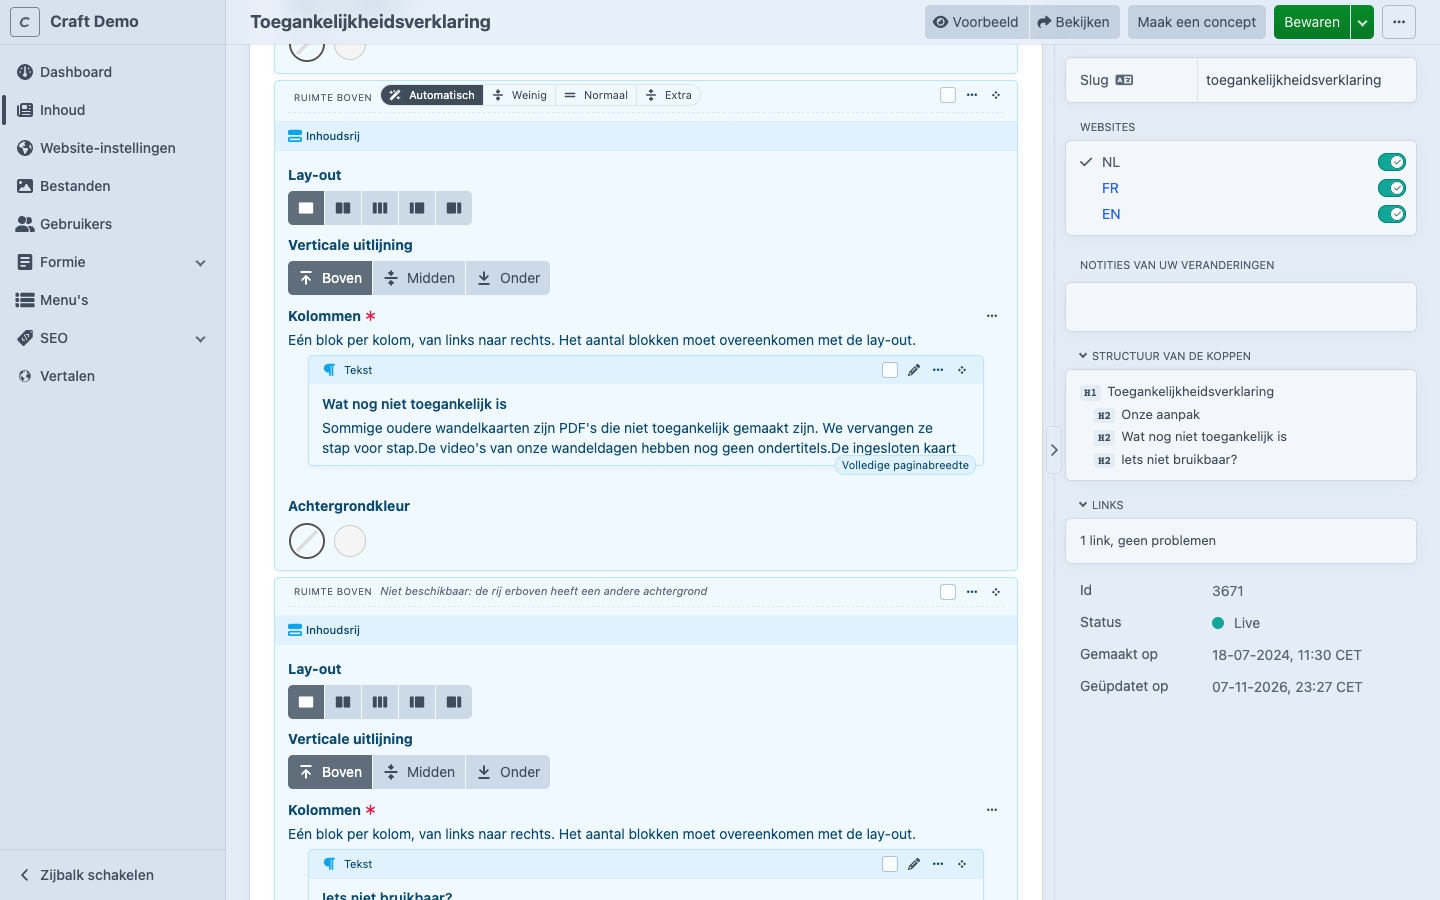 C Craft Demo
Toegankelijkheidsverklaring
Voorbeeld
Bekijken
Maak een concept
Bewaren
Dashboard
Inhoud
Website-instellingen
Bestanden
Gebruikers
Formie
Menu's
SEO
Vertalen
Zijbalk schakelen
RUIMTE BOVEN Automatisch Weinig Normaal Extra
Inhoudsrij
Lay-out
Verticale uitlijning
Boven Midden Onder
Kolommen *
Eén blok per kolom, van links naar rechts. Het aantal blokken moet overeenkomen met de lay-out.
Tekst
Wat nog niet toegankelijk is
Sommige oudere wandelkaarten zijn PDF's die niet toegankelijk gemaakt zijn. We vervangen ze
stap voor stap.De video's van onze wandeldagen hebben nog geen ondertitels.De ingesloten kaart
Volledige paginabreedte
Achtergrondkleur
RUIMTE BOVEN Niet beschikbaar: de rij erboven heeft een andere achtergrond
Inhoudsrij
Lay-out
Verticale uitlijning
Boven Midden Onder
Kolommen *
Eén blok per kolom, van links naar rechts. Het aantal blokken moet overeenkomen met de lay-out.
Tekst
Iets niet bruikbaar?
Slug toegankelijkheidsverklaring
WEBSITES
NL
FR
EN
NOTITIES VAN UW VERANDERINGEN
STRUCTUUR VAN DE KOPPEN
H1 Toegankelijkheidsverklaring
H2 Onze aanpak
H2 Wat nog niet toegankelijk is
H2 Iets niet bruikbaar?
LINKS
1 link, geen problemen
Id 3671
Status Live
Gemaakt op 18-07-2024, 11:30 CET
Geüpdatet op 07-11-2026, 23:27 CET